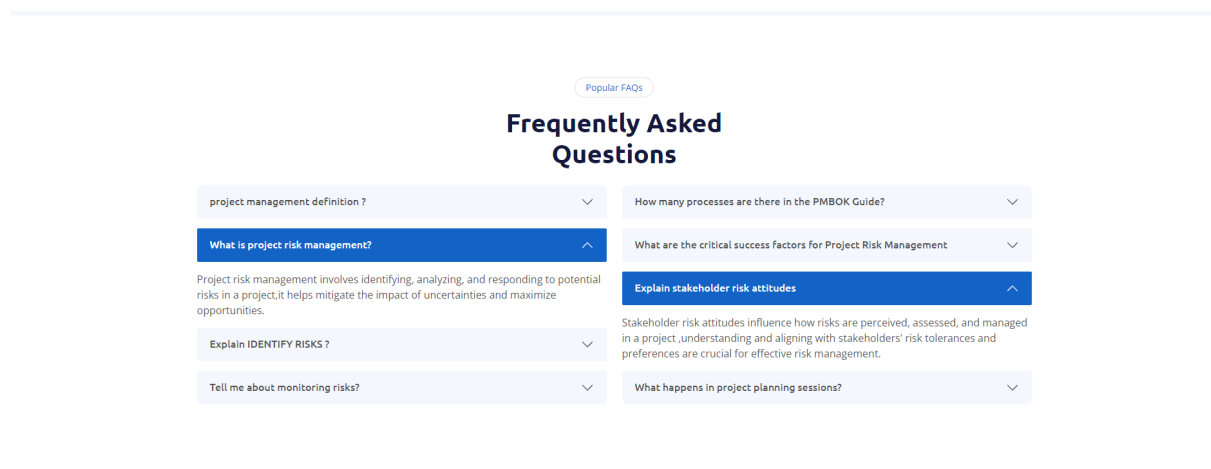 Popular FAQs
Frequently Asked
Questions
project management definition ?
What is project risk management?
Project risk management involves identifying, analyzing, and responding to potential
risks in a project,it helps mitigate the impact of uncertainties and maximize
opportunities.
Explain IDENTIFY RISKS ?
Tell me about monitoring risks?
How many processes are there in the PMBOK Guide?
What are the critical success factors for Project Risk Management
Explain stakeholder risk attitudes
Stakeholder risk attitudes influence how risks are perceived, assessed, and managed
in a project ,understanding and aligning with stakeholders' risk tolerances and
preferences are crucial for effective risk management.
What happens in project planning sessions?